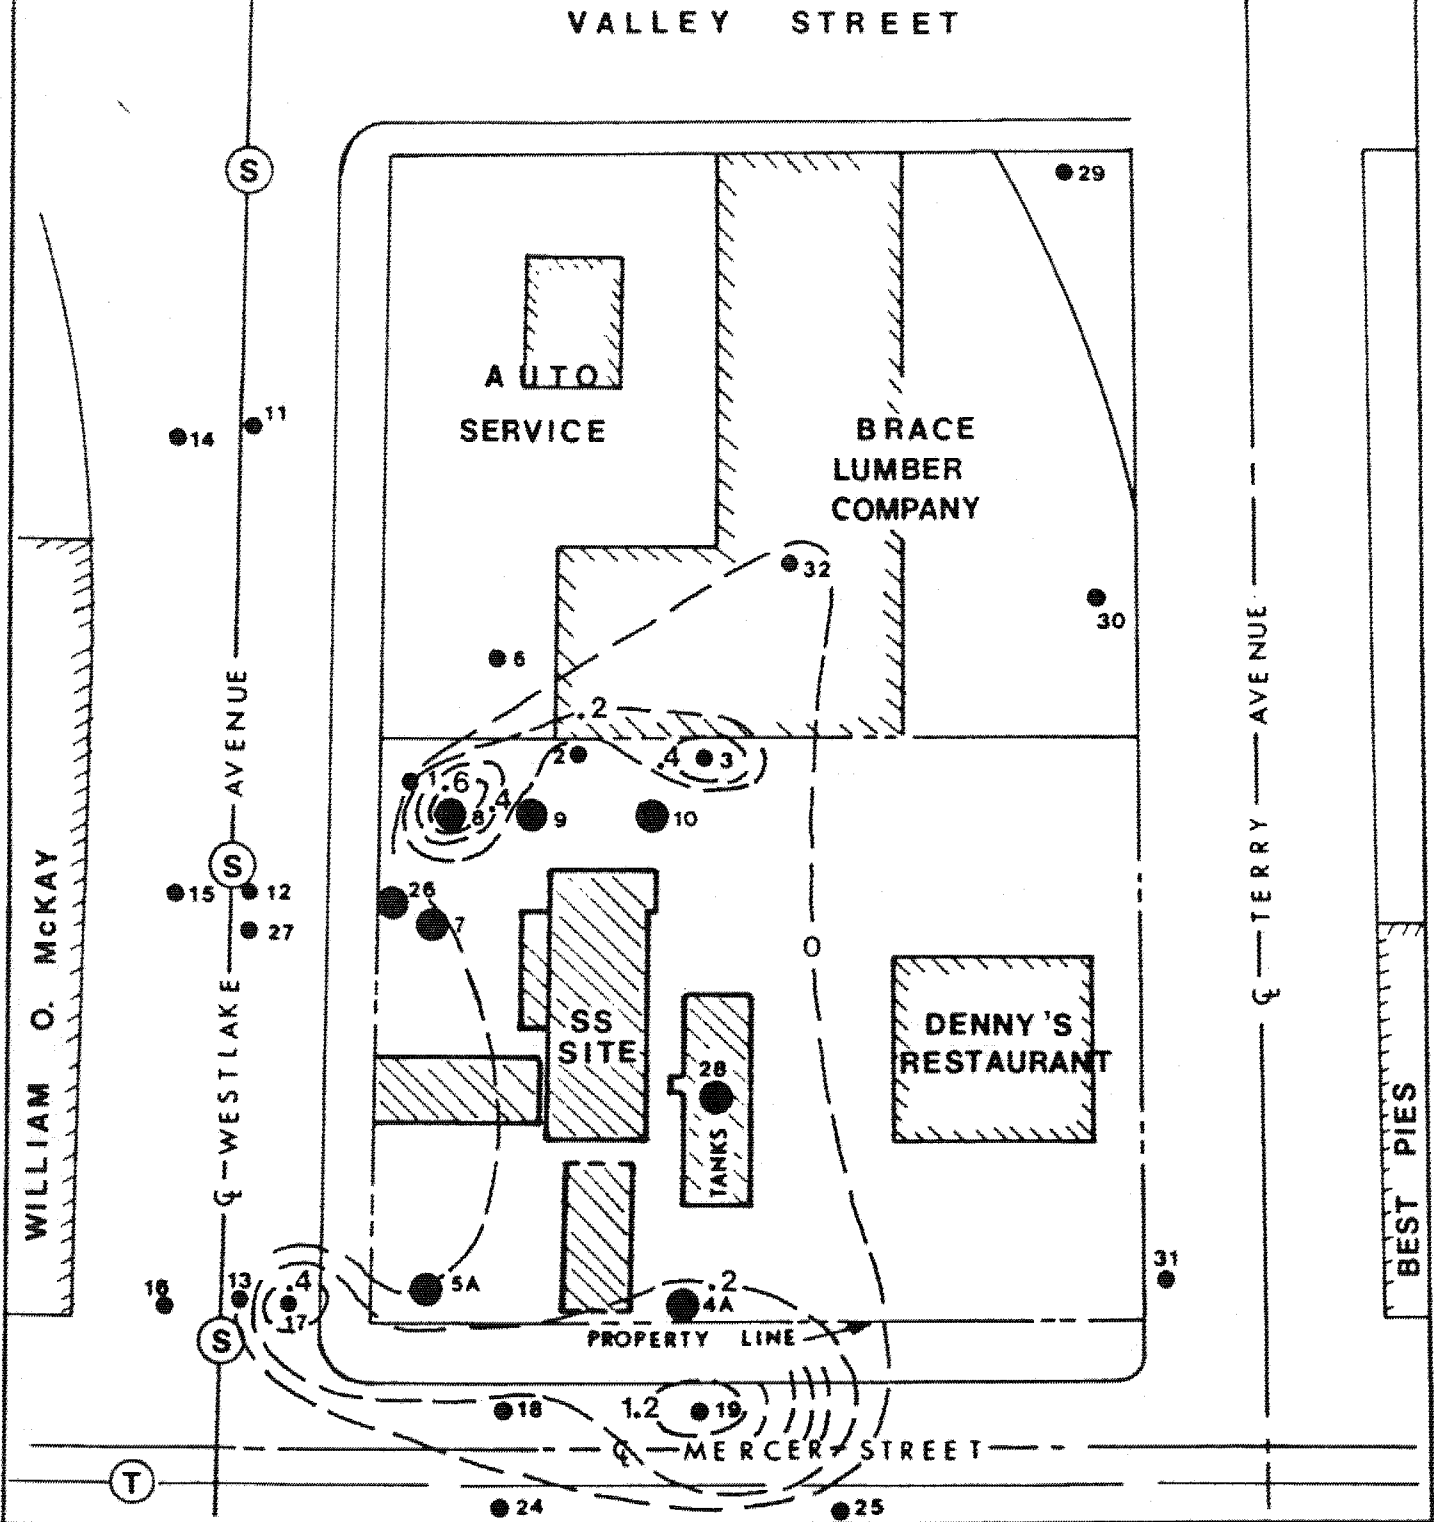 VALLEY STREET
S
29
AUTO
SERVICE
11
14
BRACE
LUMBER
COMPANY
32
30
6
.2
2
.4
3
1
.6
.4
8
9
10
S
15
12
27
26
7
0
WILLIAM O. McKAY
℄ WESTLAKE AVENUE
℄ TERRY AVENUE
SS
SITE
28
TANKS
DENNY'S
RESTAURANT
BEST PIES
31
16
13
.4
17
5A
.2
4A
S
PROPERTY LINE
18
1.2
19
℄ MERCER STREET
T
24
25